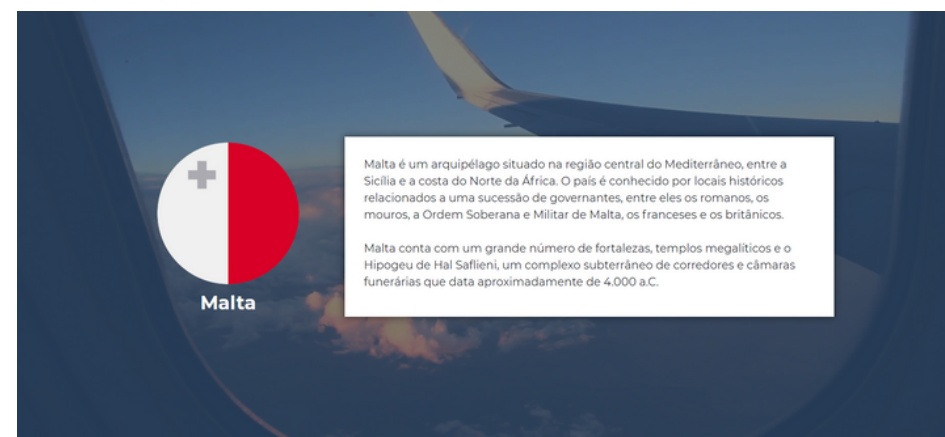 Malta é um arquipélago situado na região central do Mediterrâneo, entre a
Sicília e a costa do Norte da África. O país é conhecido por locais históricos
relacionados a uma sucessão de governantes, entre eles os romanos, os
mouros, a Ordem Soberana e Militar de Malta, os franceses e os britânicos.
Malta conta com um grande número de fortalezas, templos megalíticos e o
Hipogeu de Hal Saflieni, um complexo subterrâneo de corredores e câmaras
funerárias que data aproximadamente de 4.000 a.C.
Malta